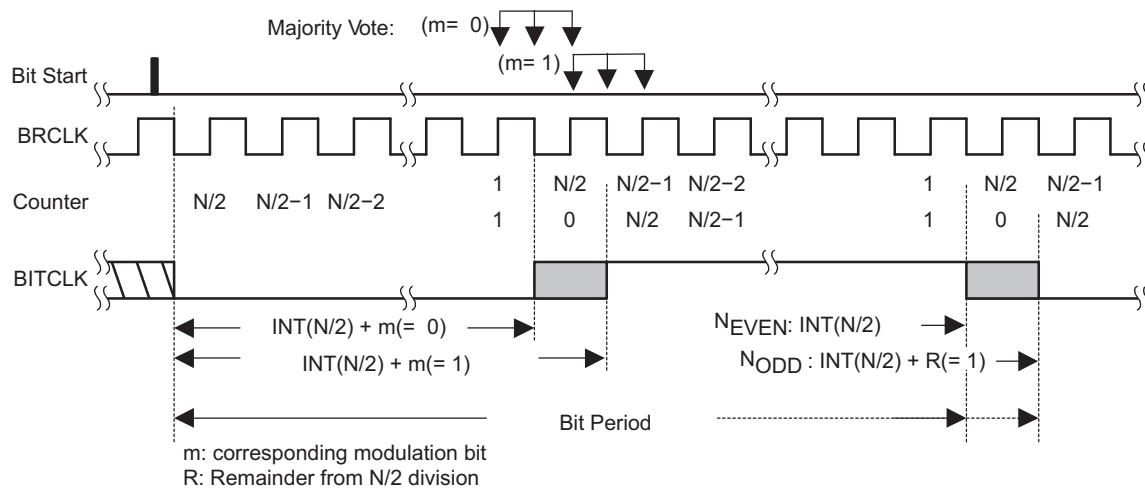 Majority Vote: (m= 0)
(m= 1)
Bit Start
BRCLK
Counter
1 N/2 N/2−1 N/2−2 1 N/2 N/2−1
N/2 N/2−1 N/2−2
1 0 N/2 N/2−1 1 0 N/2
BITCLK
INT(N/2) + m(= 0)
NEVEN: INT(N/2)
INT(N/2) + m(= 1)
NODD : INT(N/2) + R(= 1)
Bit Period
m: corresponding modulation bit
R: Remainder from N/2 division